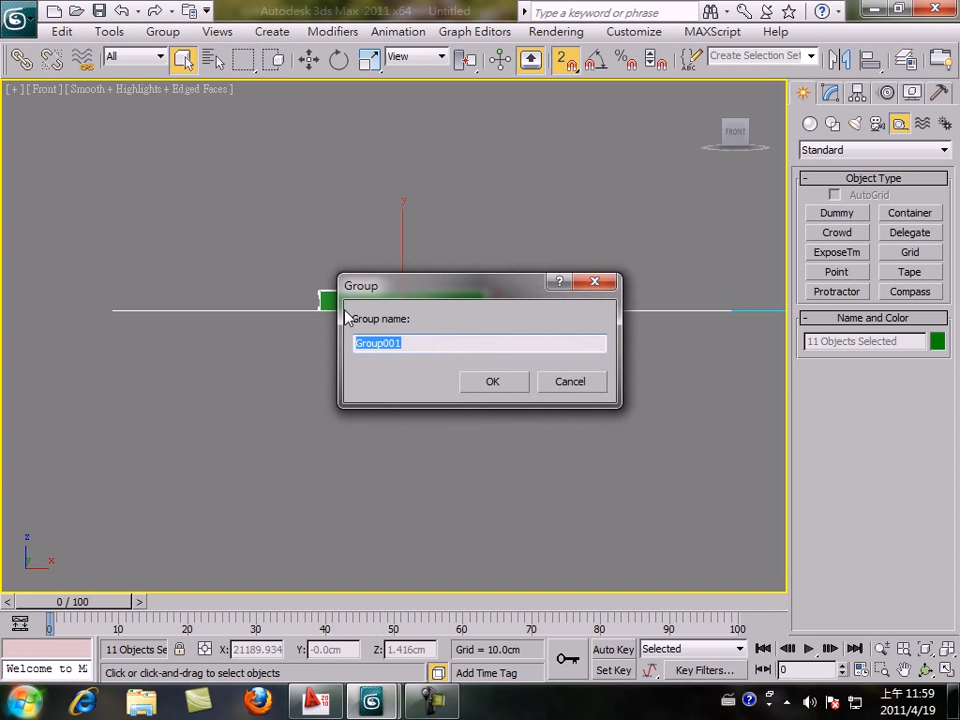 Autodesk 3ds Max 2011 x64 Untitled
Type a keyword or phrase
Edit Tools Group Views Create Modifiers Animation Graph Editors Rendering Customize MAXScript Help
All View Create Selection Se
[ + ] [ Front ] [ Smooth + Highlights + Edged Faces ]
FRONT
Standard
Object Type
AutoGrid
Dummy Container
Crowd Delegate
ExposeTm Grid
Point Tape
Protractor Compass
Name and Color
11 Objects Selected
y
Group
Group name:
Group001
OK Cancel
z
y x
0 / 100
0 10 20 30 40 50 60 70 80 90 100
11 Objects Se X: 21189.934 Y: -0.0cm Z: 1.416cm Grid = 10.0cm Auto Key Selected
Welcome to MA Click or click-and-drag to select objects Add Time Tag Set Key Key Filters... 0
上午 11:59
2011/4/19